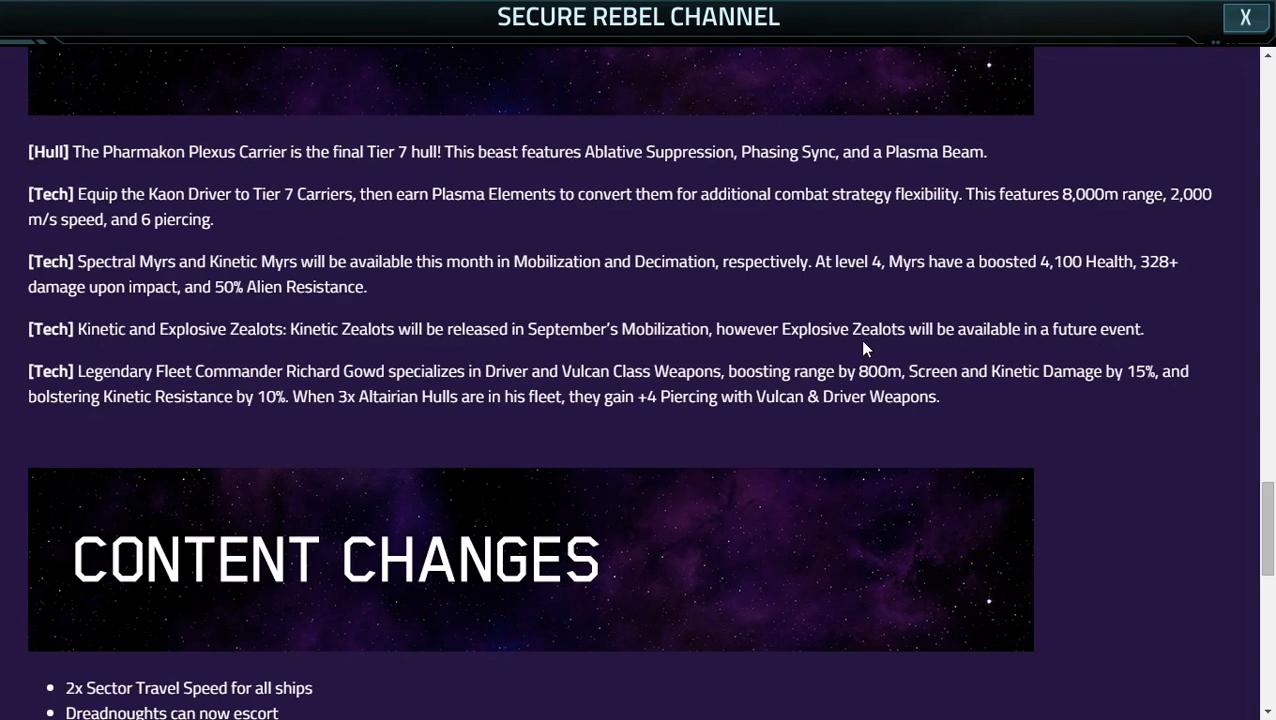 SECURE REBEL CHANNEL
X
[Hull] The Pharmakon Plexus Carrier is the final Tier 7 hull! This beast features Ablative Suppression, Phasing Sync, and a Plasma Beam.
[Tech] Equip the Kaon Driver to Tier 7 Carriers, then earn Plasma Elements to convert them for additional combat strategy flexibility. This features 8,000m range, 2,000
m/s speed, and 6 piercing.
[Tech] Spectral Myrs and Kinetic Myrs will be available this month in Mobilization and Decimation, respectively. At level 4, Myrs have a boosted 4,100 Health, 328+
damage upon impact, and 50% Alien Resistance.
[Tech] Kinetic and Explosive Zealots: Kinetic Zealots will be released in September’s Mobilization, however Explosive Zealots will be available in a future event.
[Tech] Legendary Fleet Commander Richard Gowd specializes in Driver and Vulcan Class Weapons, boosting range by 800m, Screen and Kinetic Damage by 15%, and
bolstering Kinetic Resistance by 10%. When 3x Altairian Hulls are in his fleet, they gain +4 Piercing with Vulcan & Driver Weapons.
CONTENT CHANGES
• 2x Sector Travel Speed for all ships
• Dreadnoughts can now escort